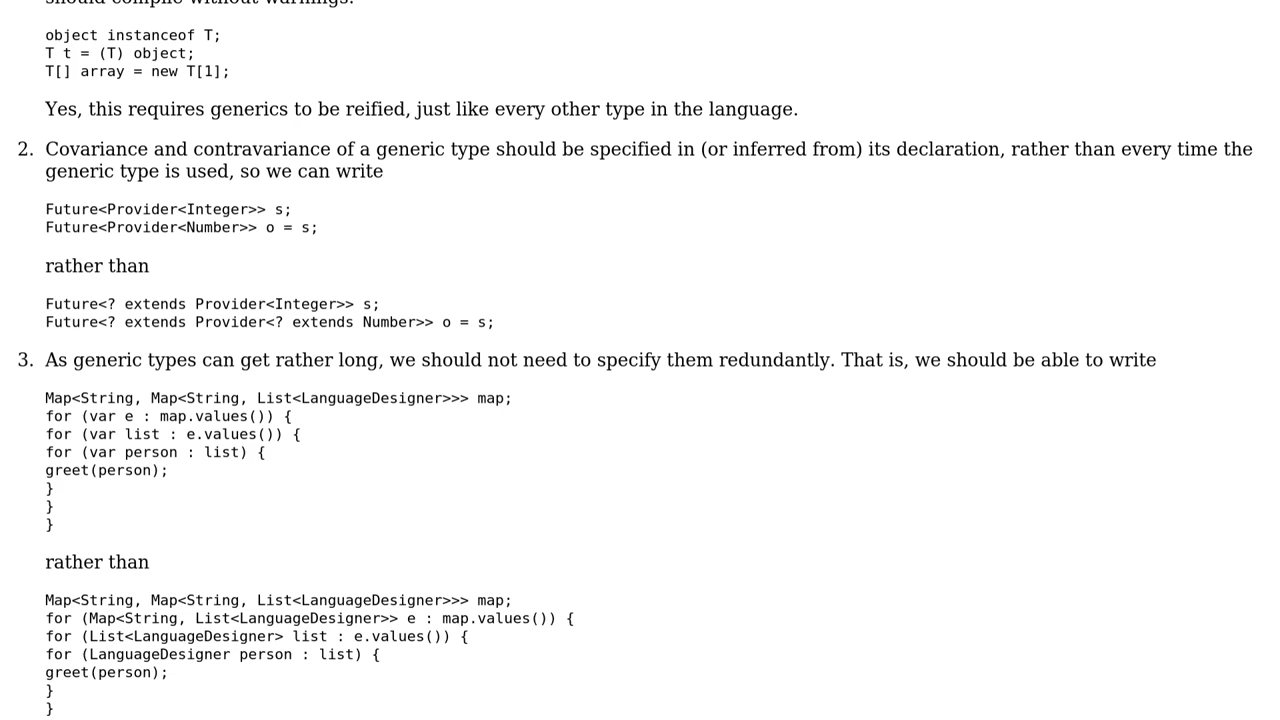 should compile without warnings.
object instanceof T;
T t = (T) object;
T[] array = new T[1];
Yes, this requires generics to be reified, just like every other type in the language.
2. Covariance and contravariance of a generic type should be specified in (or inferred from) its declaration, rather than every time the
generic type is used, so we can write
Future<Provider<Integer>> s;
Future<Provider<Number>> o = s;
rather than
Future<? extends Provider<Integer>> s;
Future<? extends Provider<? extends Number>> o = s;
3. As generic types can get rather long, we should not need to specify them redundantly. That is, we should be able to write
Map<String, Map<String, List<LanguageDesigner>>> map;
for (var e : map.values()) {
for (var list : e.values()) {
for (var person : list) {
greet(person);
}
}
}
rather than
Map<String, Map<String, List<LanguageDesigner>>> map;
for (Map<String, List<LanguageDesigner>> e : map.values()) {
for (List<LanguageDesigner> list : e.values()) {
for (LanguageDesigner person : list) {
greet(person);
}
}